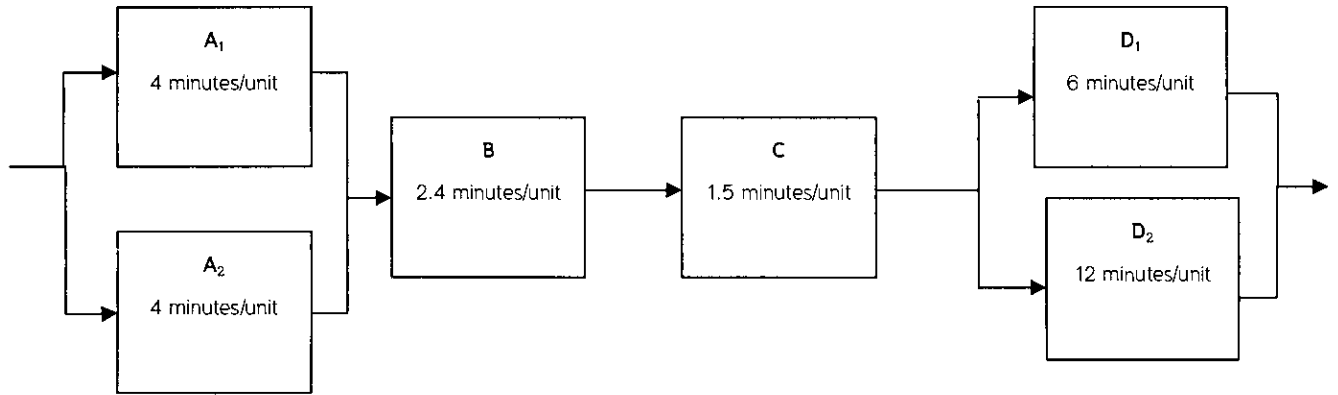 A₁
4 minutes/unit
A₂
4 minutes/unit
B
2.4 minutes/unit
C
1.5 minutes/unit
D₁
6 minutes/unit
D₂
12 minutes/unit